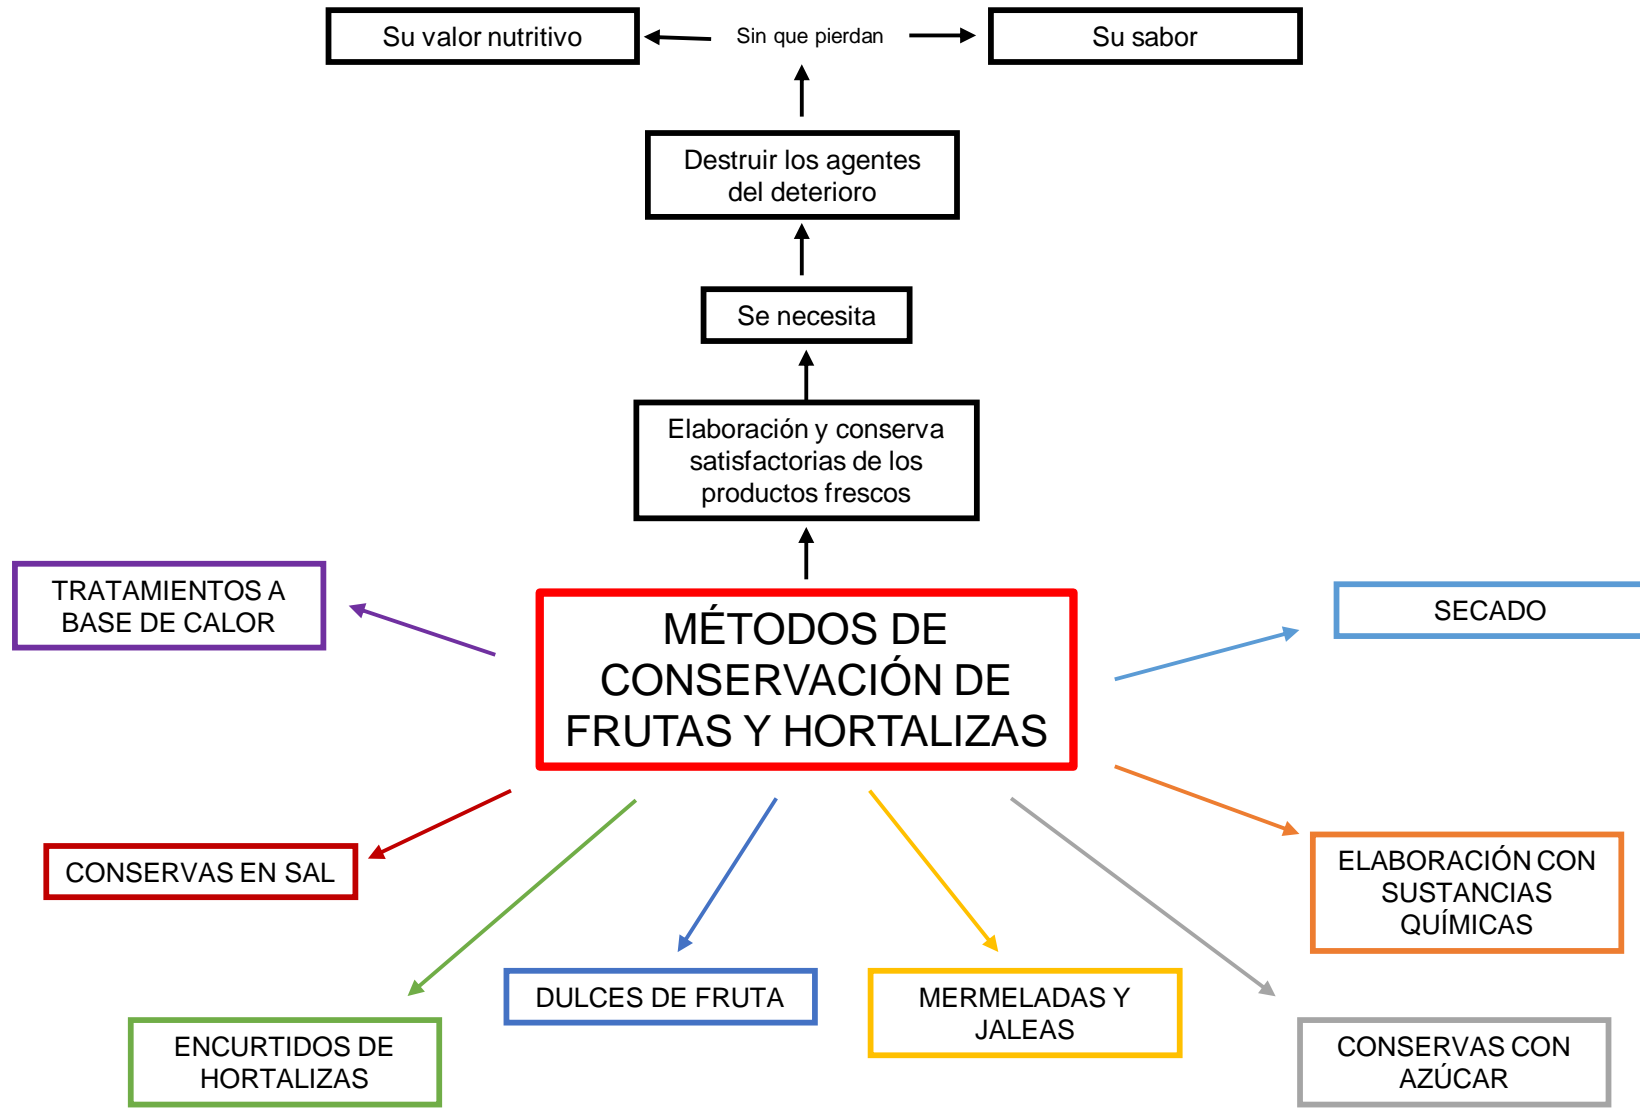 Su valor nutritivo
Sin que pierdan
Su sabor
Destruir los agentes
del deterioro
Se necesita
Elaboración y conserva
satisfactorias de los
productos frescos
TRATAMIENTOS A
BASE DE CALOR
MÉTODOS DE
CONSERVACIÓN DE
FRUTAS Y HORTALIZAS
SECADO
CONSERVAS EN SAL
ELABORACIÓN CON
SUSTANCIAS
QUÍMICAS
DULCES DE FRUTA
MERMELADAS Y
JALEAS
ENCURTIDOS DE
HORTALIZAS
CONSERVAS CON
AZÚCAR